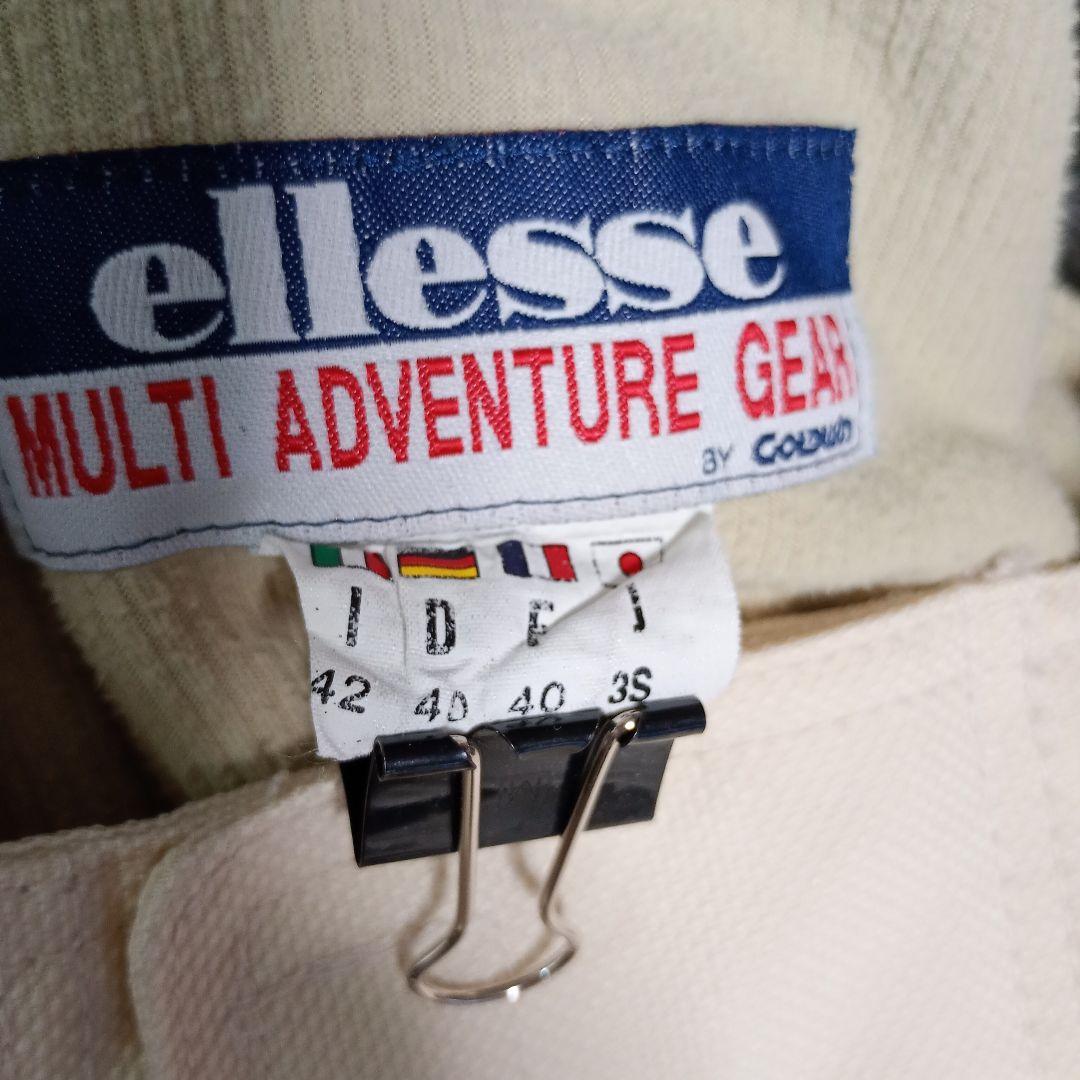 ellesse
MULTI ADVENTURE GEAR
BY GOLDWIN
I D F J
42 40 40 3S